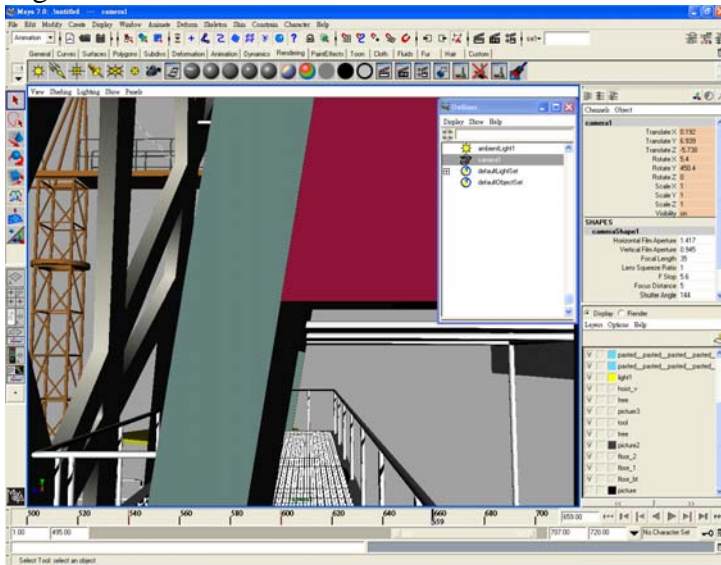 Maya 7.0: Untitled --- camera1
File Edit Modify Create Display Window Animate Deform Skeleton Skin Constrain Character Help
Animation
sel*
General Curves Surfaces Polygons Subdivs Deformation Animation Dynamics Rendering PaintEffects Toon Cloth Fluids Fur Hair Custom
View Shading Lighting Show Panels
Outliner
Display Show Help
ambientLight1
camera1
defaultLightSet
defaultObjectSet
Channels Object
camera1
Translate X 0.192
Translate Y 6.939
Translate Z -5.738
Rotate X 5.4
Rotate Y 450.4
Rotate Z 0
Scale X 1
Scale Y 1
Scale Z 1
Visibility on
SHAPES
cameraShape1
Horizontal Film Aperture 1.417
Vertical Film Aperture 0.945
Focal Length 35
Lens Squeeze Ratio 1
F Stop 5.6
Focus Distance 5
Shutter Angle 144
Display Render
Layers Options Help
V pasted__pasted__pasted__pasted_
V pasted__pasted__pasted__pasted_
V light1
V hoist_v
V tree
V picture3
V tool
V tree
V picture2
V floor_2
V floor_1
V floor_bt
picture
500 520 540 560 580 600 620 640 660 680 700
659
659.00
1.00 495.00 707.00 720.00 No Character Set
Select Tool: select an object